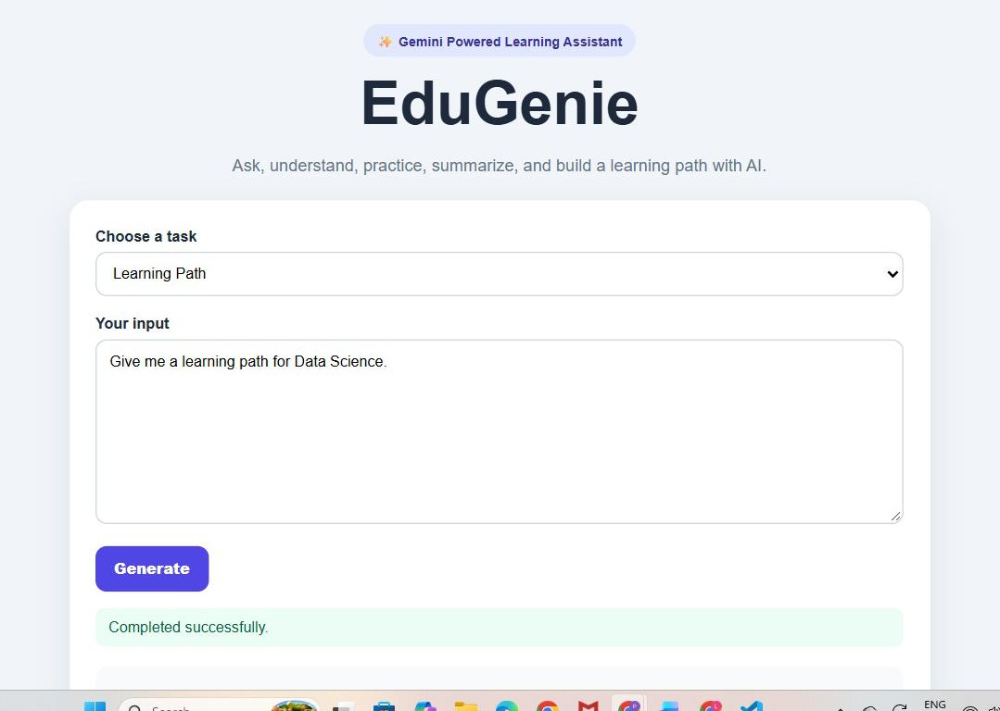 ✨ Gemini Powered Learning Assistant
EduGenie
Ask, understand, practice, summarize, and build a learning path with AI.
Choose a task
Learning Path
Your input
Give me a learning path for Data Science.
Generate
Completed successfully.
Search
ENG